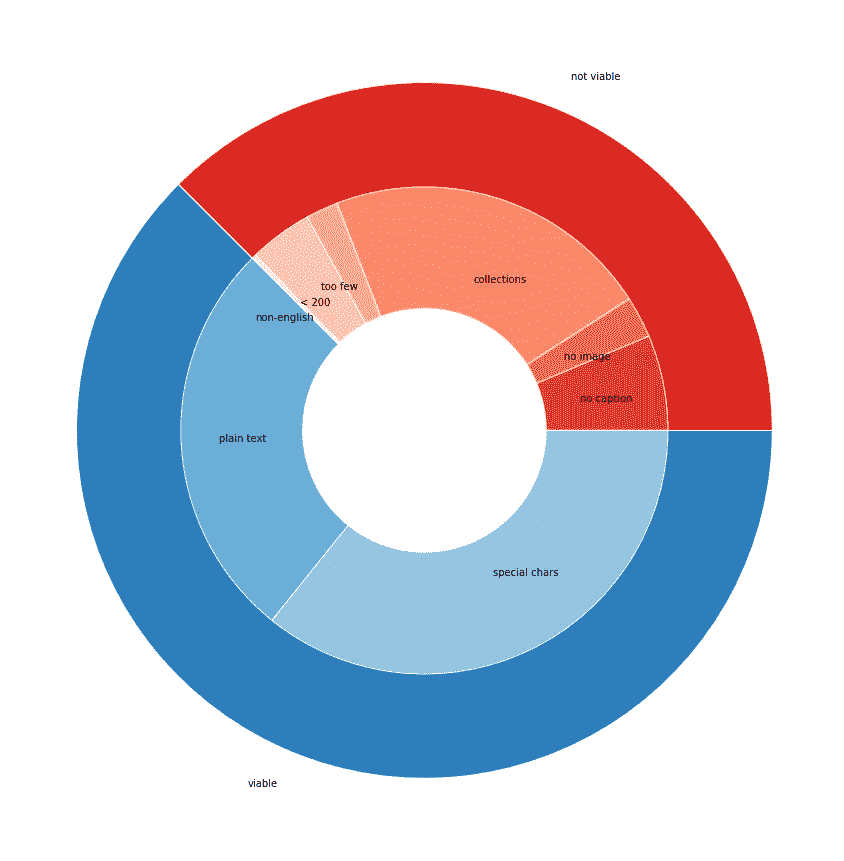 not viable
collections
too few
< 200
non-english
no image
no caption
plain text
special chars
viable